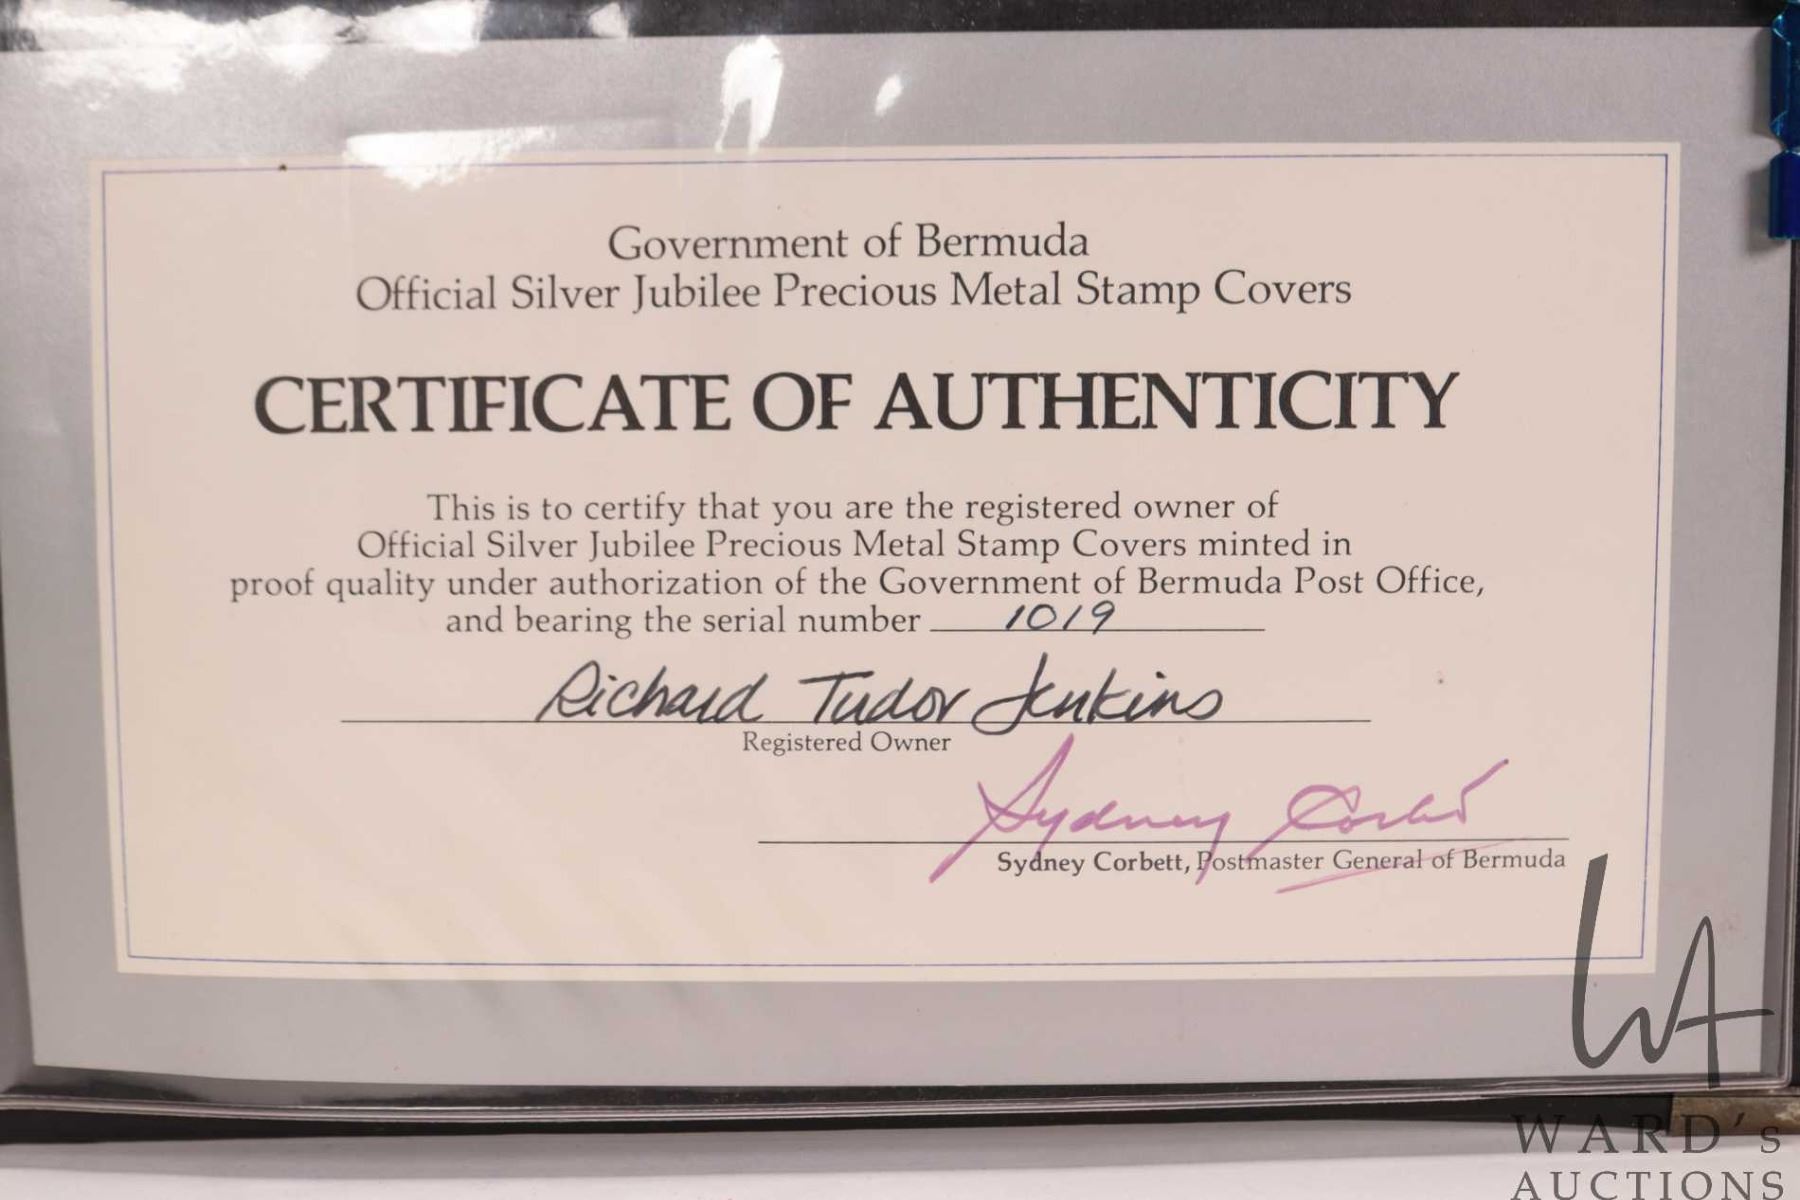 Government of Bermuda
Official Silver Jubilee Precious Metal Stamp Covers
CERTIFICATE OF AUTHENTICITY
This is to certify that you are the registered owner of
Official Silver Jubilee Precious Metal Stamp Covers minted in
proof quality under authorization of the Government of Bermuda Post Office,
and bearing the serial number 1019
Richard Tudor Jenkins
Registered Owner
Sydney Corbett
Sydney Corbett, Postmaster General of Bermuda
WA
WARD's
AUCTIONS